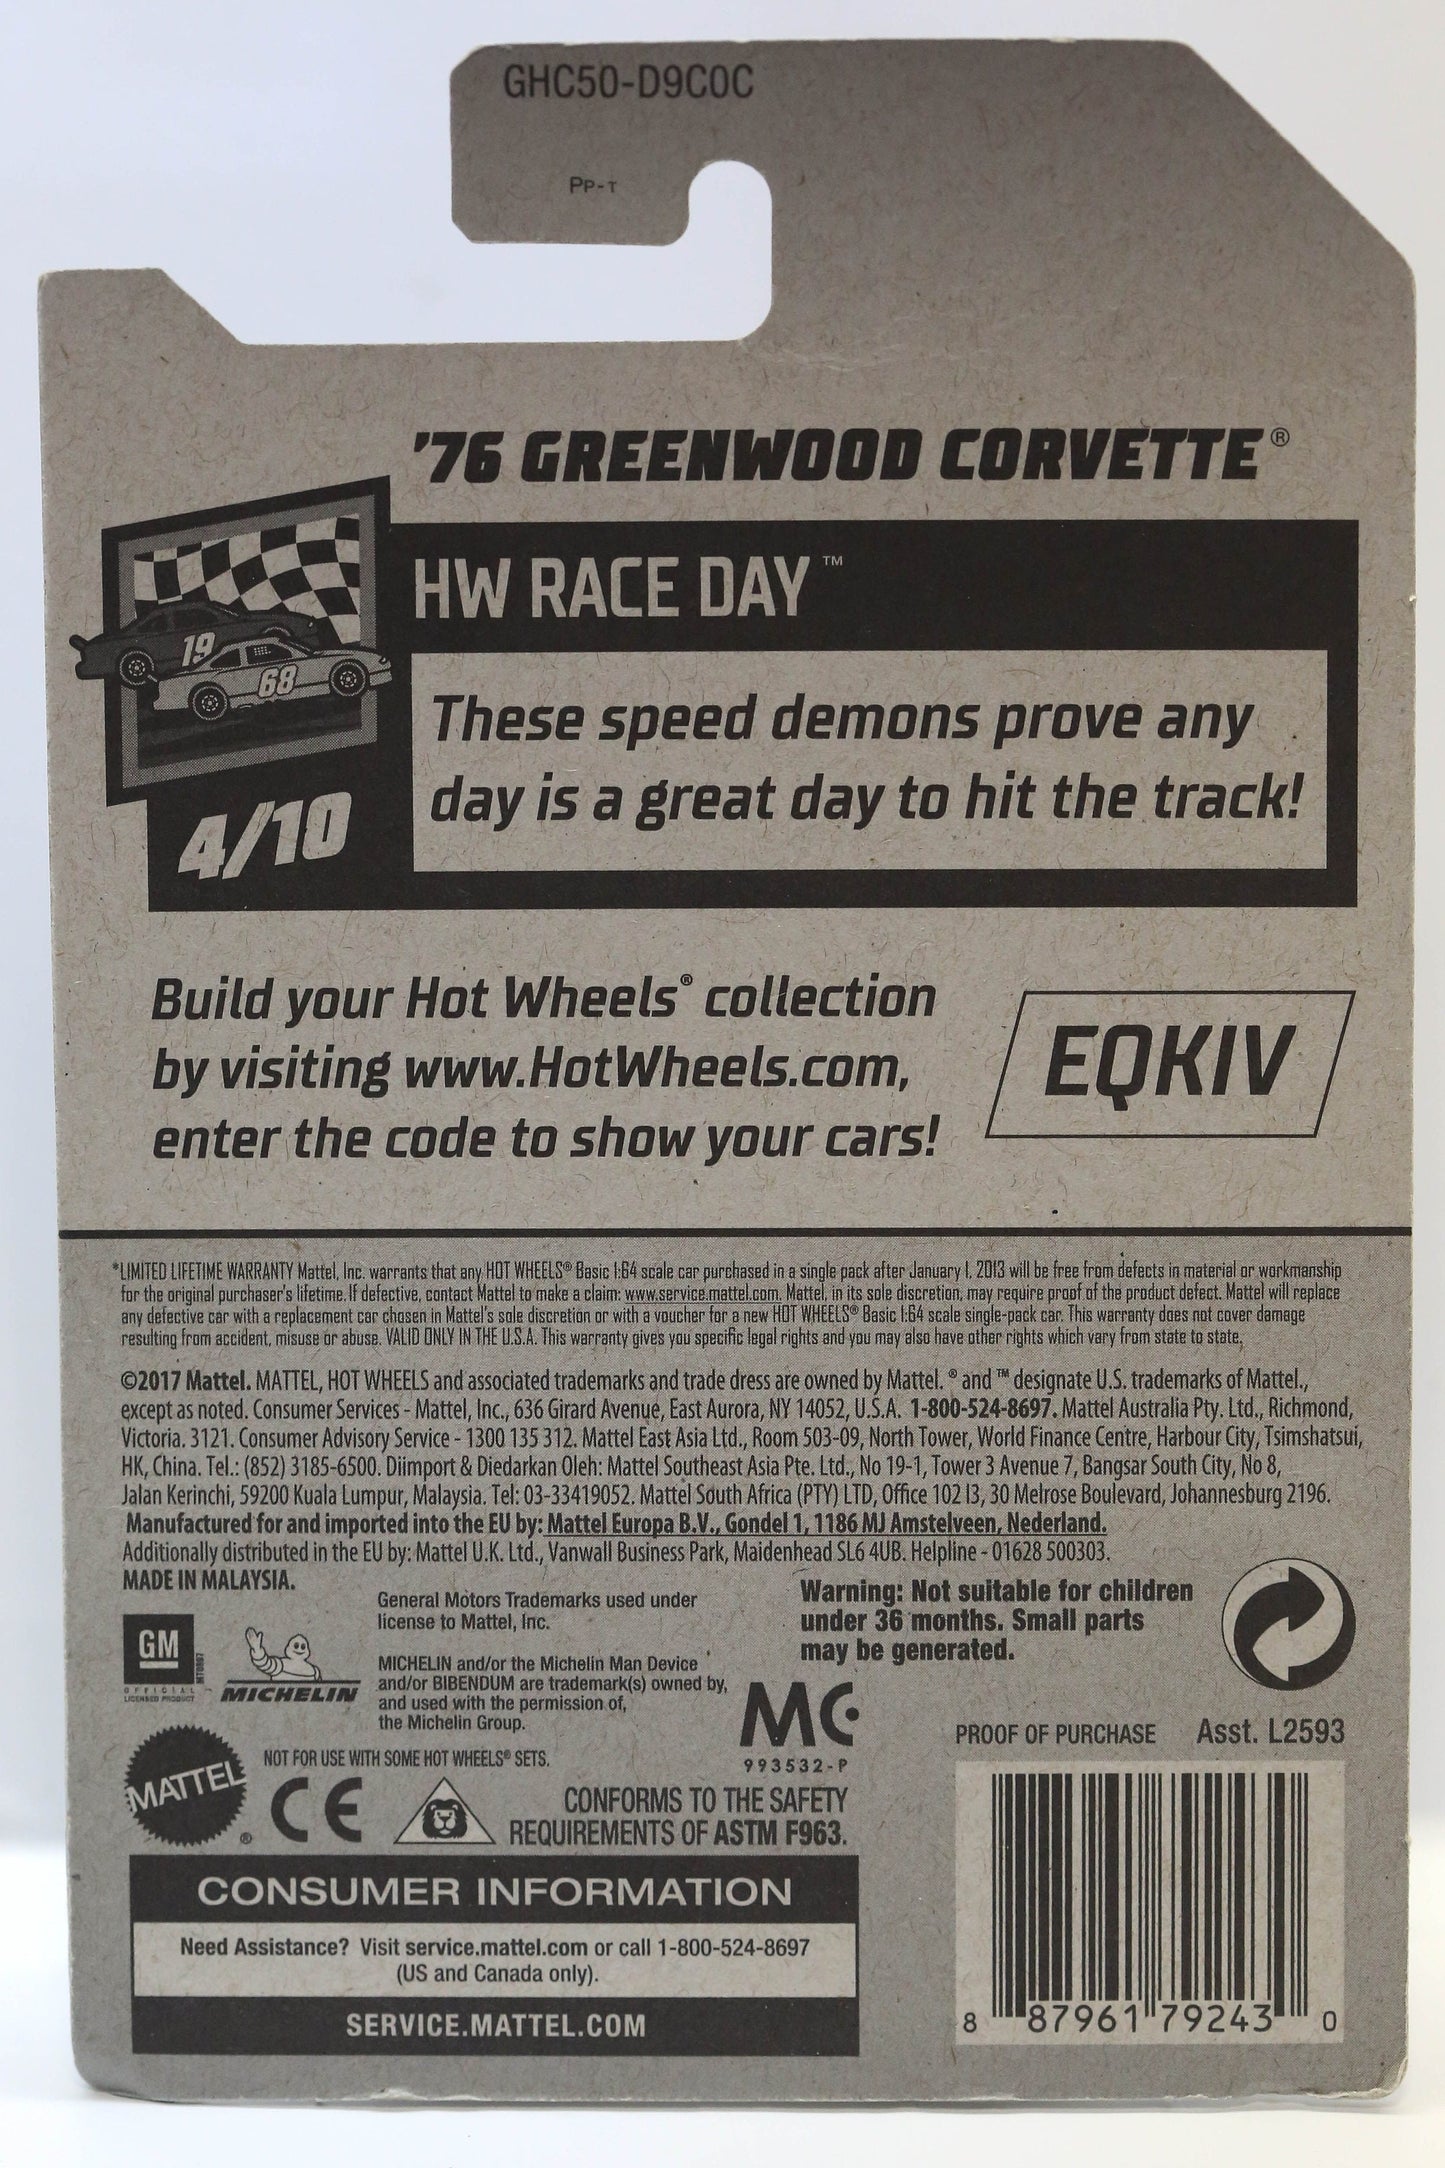 GHC50-D9C0C
PP-T
'76 GREENWOOD CORVETTE®
HW RACE DAY™
19
68
4/10
These speed demons prove any
day is a great day to hit the track!
Build your Hot Wheels® collection
by visiting www.HotWheels.com,
enter the code to show your cars!
EQKIV
*LIMITED LIFETIME WARRANTY Mattel, Inc. warrants that any HOT WHEELS® Basic 1:64 scale car purchased in a single pack after January 1, 2013 will be free from defects in material or workmanship
for the original purchaser's lifetime. If defective, contact Mattel to make a claim: www.service.mattel.com. Mattel, in its sole discretion, may require proof of the product defect. Mattel will replace
any defective car with a replacement car chosen in Mattel's sole discretion or with a voucher for a new HOT WHEELS® Basic 1:64 scale single-pack car. This warranty does not cover damage
resulting from accident, misuse or abuse. VALID ONLY IN THE U.S.A. This warranty gives you specific legal rights and you may also have other rights which vary from state to state.
©2017 Mattel. MATTEL, HOT WHEELS and associated trademarks and trade dress are owned by Mattel. ® and ™ designate U.S. trademarks of Mattel.,
except as noted. Consumer Services - Mattel, Inc., 636 Girard Avenue, East Aurora, NY 14052, U.S.A. 1-800-524-8697. Mattel Australia Pty. Ltd., Richmond,
Victoria. 3121. Consumer Advisory Service - 1300 135 312. Mattel East Asia Ltd., Room 503-09, North Tower, World Finance Centre, Harbour City, Tsimshatsui,
HK, China. Tel.: (852) 3185-6500. Diimport & Diedarkan Oleh: Mattel Southeast Asia Pte. Ltd., No 19-1, Tower 3 Avenue 7, Bangsar South City, No 8,
Jalan Kerinchi, 59200 Kuala Lumpur, Malaysia. Tel: 03-33419052. Mattel South Africa (PTY) LTD, Office 102 I3, 30 Melrose Boulevard, Johannesburg 2196.
Manufactured for and imported into the EU by: Mattel Europa B.V., Gondel 1, 1186 MJ Amstelveen, Nederland.
Additionally distributed in the EU by: Mattel U.K. Ltd., Vanwall Business Park, Maidenhead SL6 4UB. Helpline - 01628 500303.
MADE IN MALAYSIA.
GM
OFFICIAL
LICENSED PRODUCT
MICHELIN
General Motors Trademarks used under
license to Mattel, Inc.
MICHELIN and/or the Michelin Man Device
and/or BIBENDUM are trademark(s) owned by,
and used with the permission of,
the Michelin Group.
Warning: Not suitable for children
under 36 months. Small parts
may be generated.
MC
993532-P
PROOF OF PURCHASE Asst. L2593
NOT FOR USE WITH SOME HOT WHEELS® SETS.
MATTEL®
CE
CONFORMS TO THE SAFETY
REQUIREMENTS OF ASTM F963.
CONSUMER INFORMATION
Need Assistance? Visit service.mattel.com or call 1-800-524-8697
(US and Canada only).
SERVICE.MATTEL.COM
8 87961 79243 0